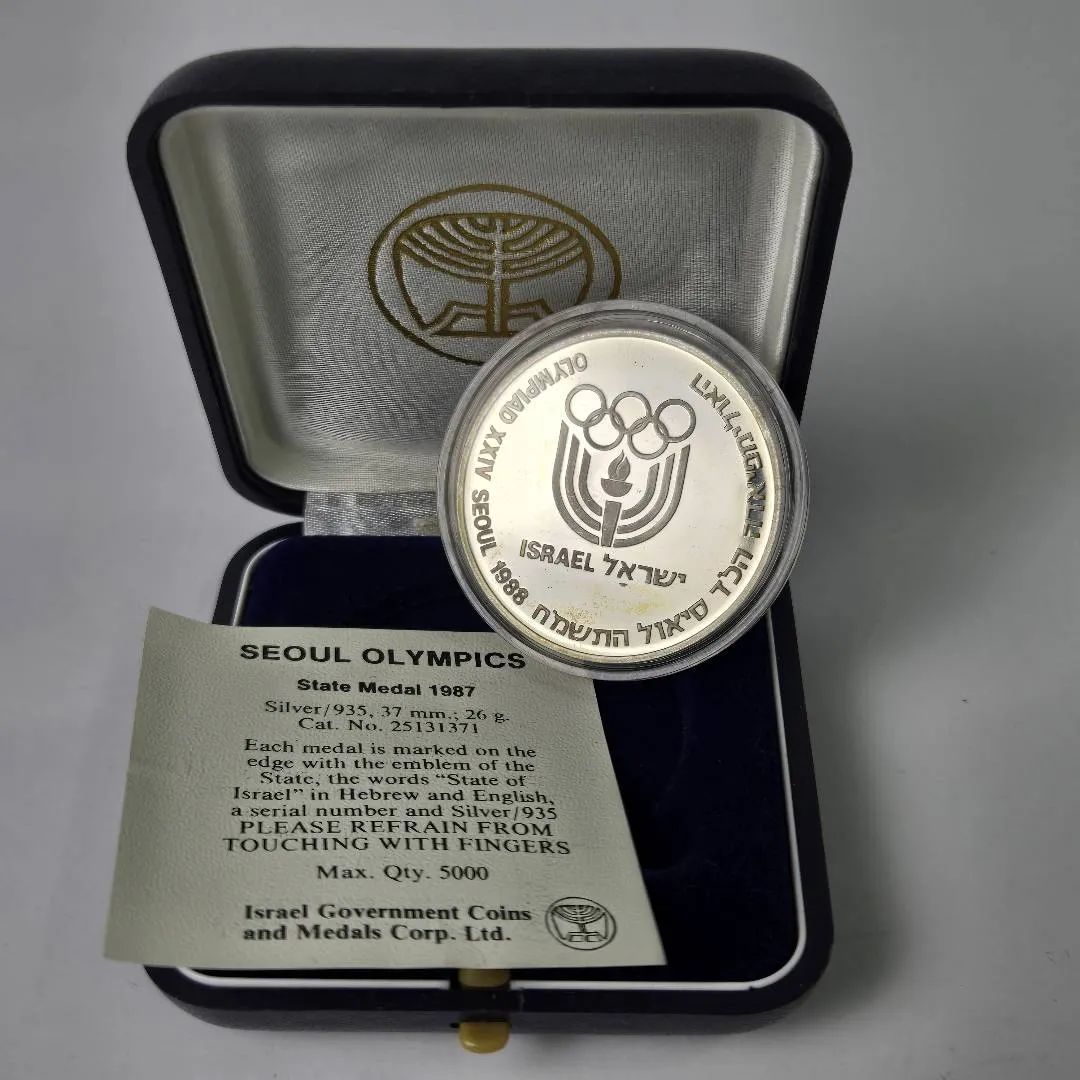 OLYMPIAD XXIV SEOUL 1988
ISRAEL ישראל
הל״ד סיאול התשמ״ח
SEOUL OLYMPICS
State Medal 1987
Silver/935, 37 mm.; 26 g.
Cat. No. 25131371
Each medal is marked on the
edge with the emblem of the
State, the words “State of
Israel” in Hebrew and English,
a serial number and Silver/935
PLEASE REFRAIN FROM
TOUCHING WITH FINGERS
Max. Qty. 5000
Israel Government Coins
and Medals Corp. Ltd.